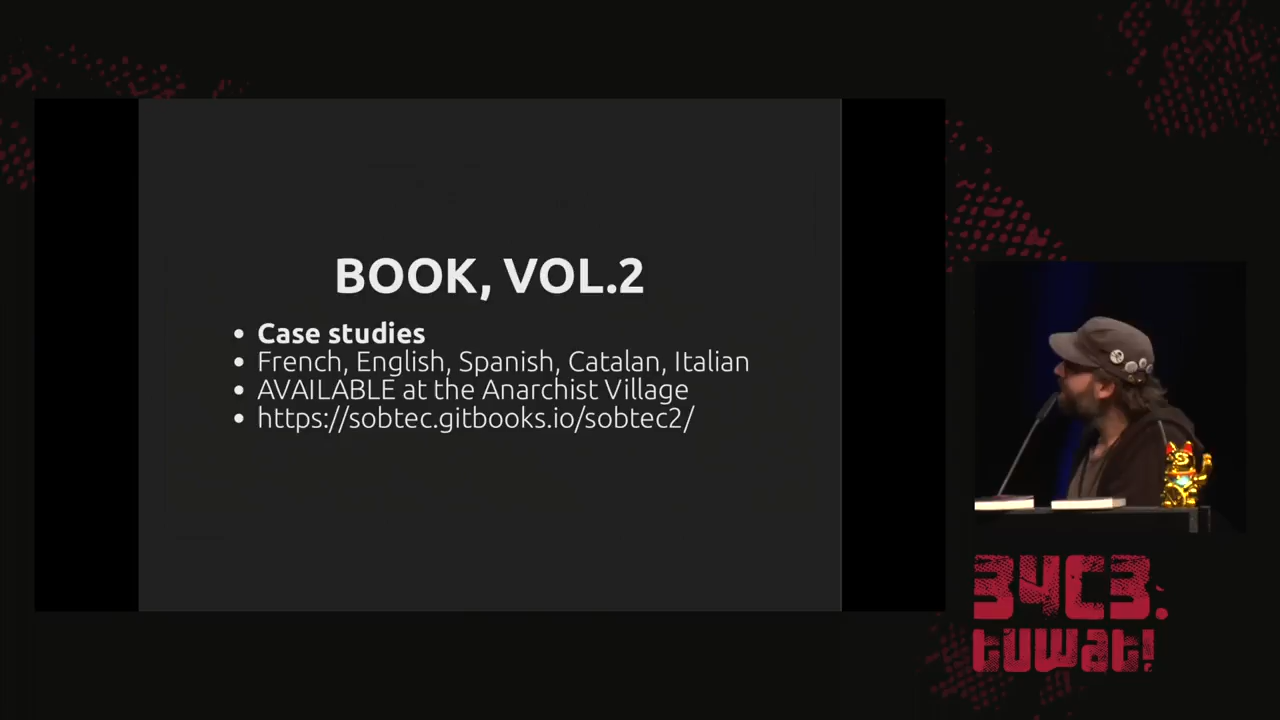 BOOK, VOL.2
Case studies
French, English, Spanish, Catalan, Italian
AVAILABLE at the Anarchist Village
https://sobtec.gitbooks.io/sobtec2/
34C3.
tuwat!